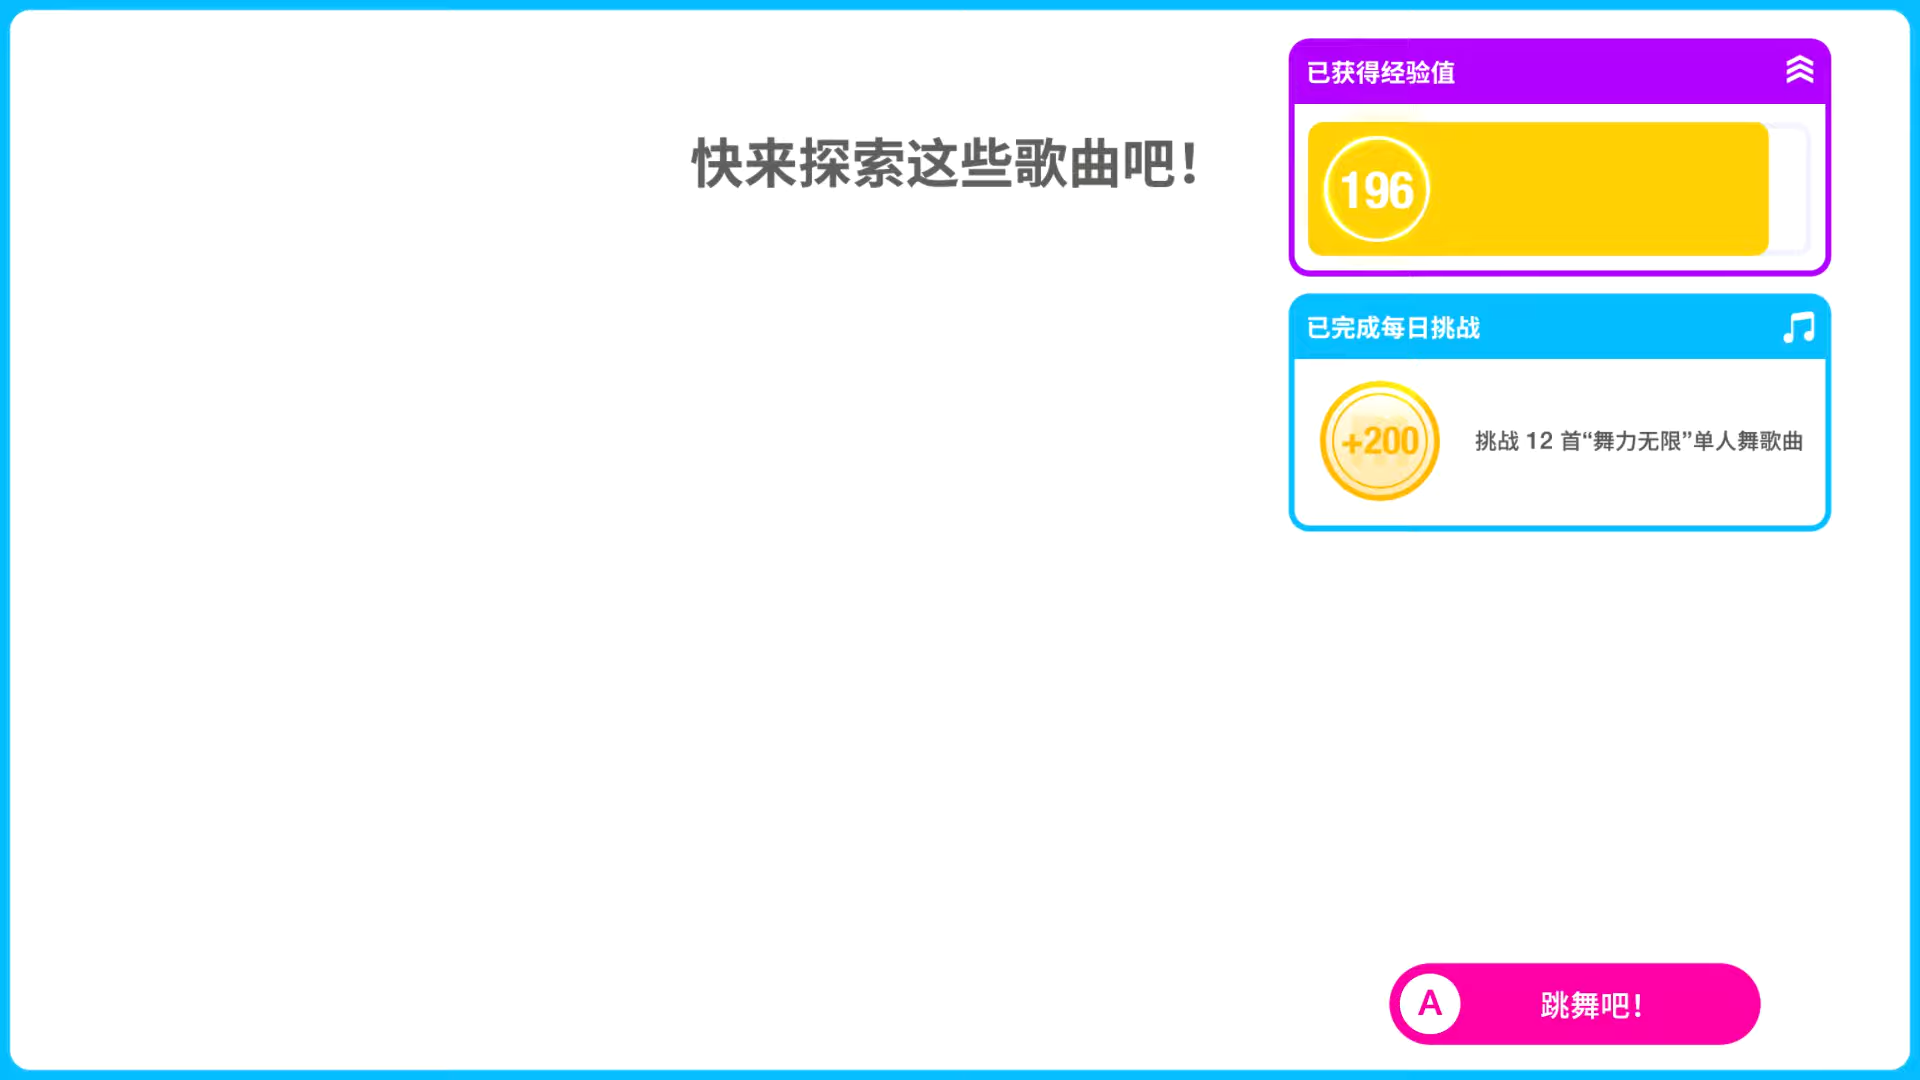 快来探索这些歌曲吧！
已获得经验值
196
已完成每日挑战
+200
挑战 12 首“舞力无限”单人舞歌曲
A
跳舞吧！